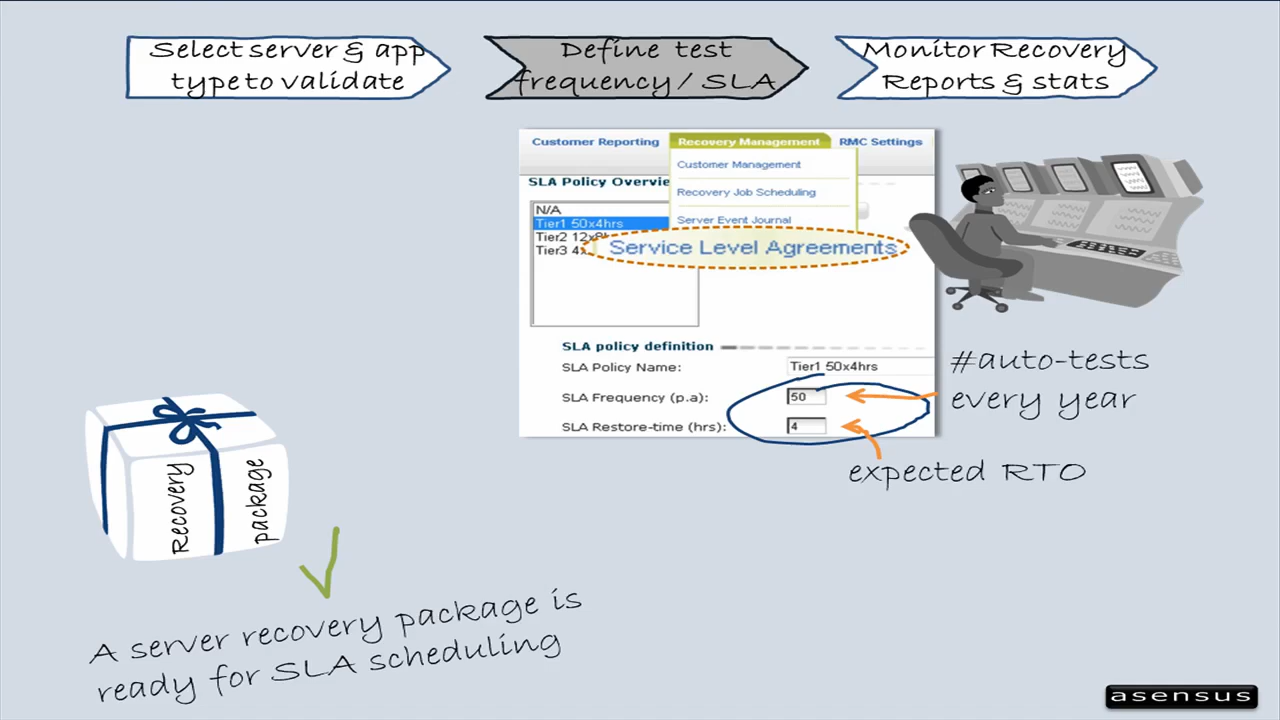 Select server & app
type to validate
Define test
frequency / SLA
Monitor Recovery
Reports & stats
Customer Reporting
Recovery Management
RMC Settings
Customer Management
Recovery Job Scheduling
Server Event Journal
Service Level Agreements
SLA Policy
N/A
Tier1 50x4hrs
Tier2
Tier3
SLA policy definition
SLA Policy Name: Tier1 50x4hrs
SLA Frequency (p.a): 50
SLA Restore-time (hrs): 4
#auto-tests
every year
expected RTO
Recovery
package
A server recovery package is
ready for SLA scheduling
asensus